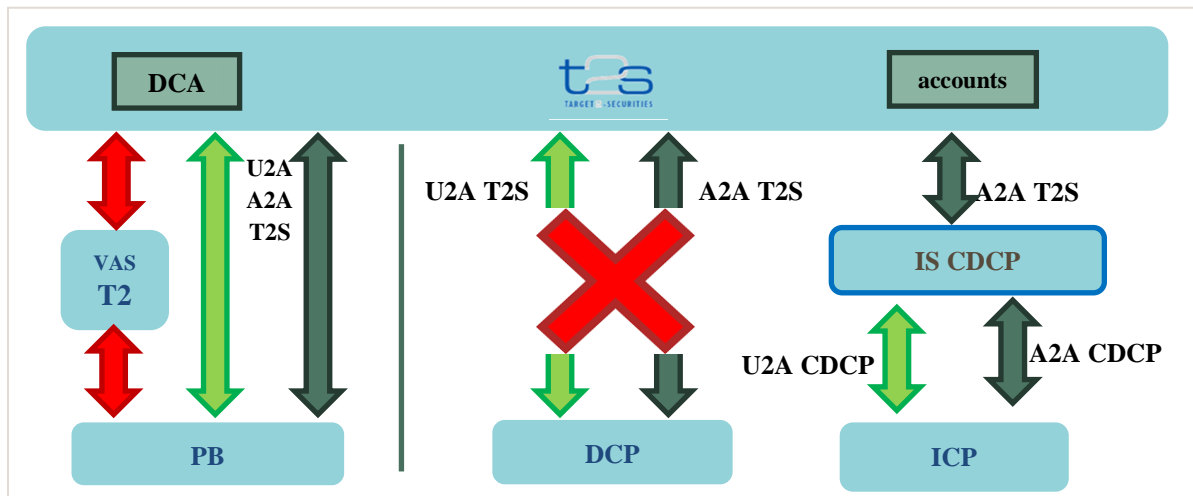 DCA
t2s
TARGET2-SECURITIES
accounts
U2A
A2A
T2S
U2A T2S
A2A T2S
A2A T2S
VAS
T2
IS CDCP
U2A CDCP
A2A CDCP
PB
DCP
ICP